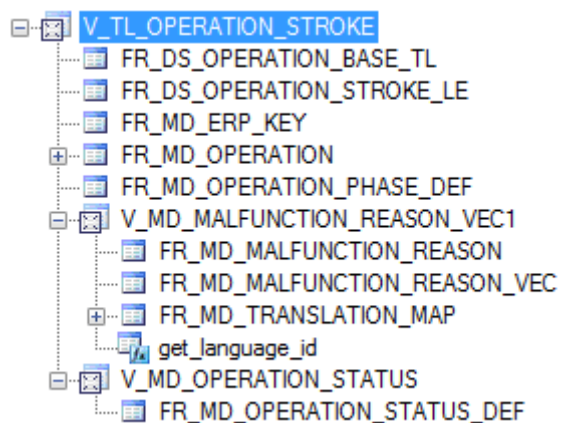 V_TL_OPERATION_STROKE
FR_DS_OPERATION_BASE_TL
FR_DS_OPERATION_STROKE_LE
FR_MD_ERP_KEY
FR_MD_OPERATION
FR_MD_OPERATION_PHASE_DEF
V_MD_MALFUNCTION_REASON_VEC1
FR_MD_MALFUNCTION_REASON
FR_MD_MALFUNCTION_REASON_VEC
FR_MD_TRANSLATION_MAP
get_language_id
V_MD_OPERATION_STATUS
FR_MD_OPERATION_STATUS_DEF